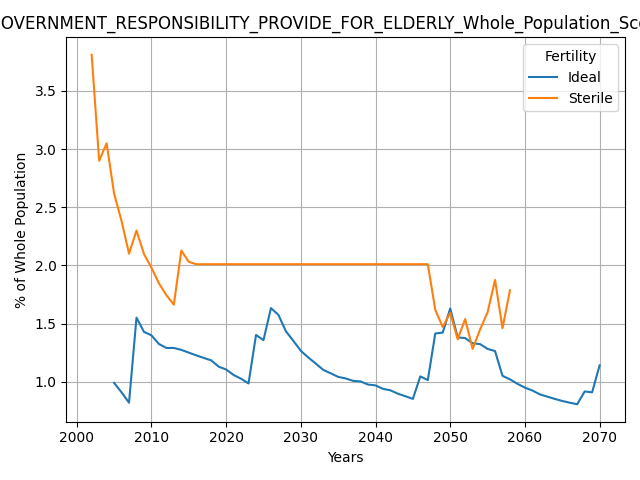 OVERNMENT_RESPONSIBILITY_PROVIDE_FOR_ELDERLY_Whole_Population_Sc
Fertility
Ideal
Sterile
% of Whole Population
3.5
3.0
2.5
2.0
1.5
1.0
2000 2010 2020 2030 2040 2050 2060 2070
Years